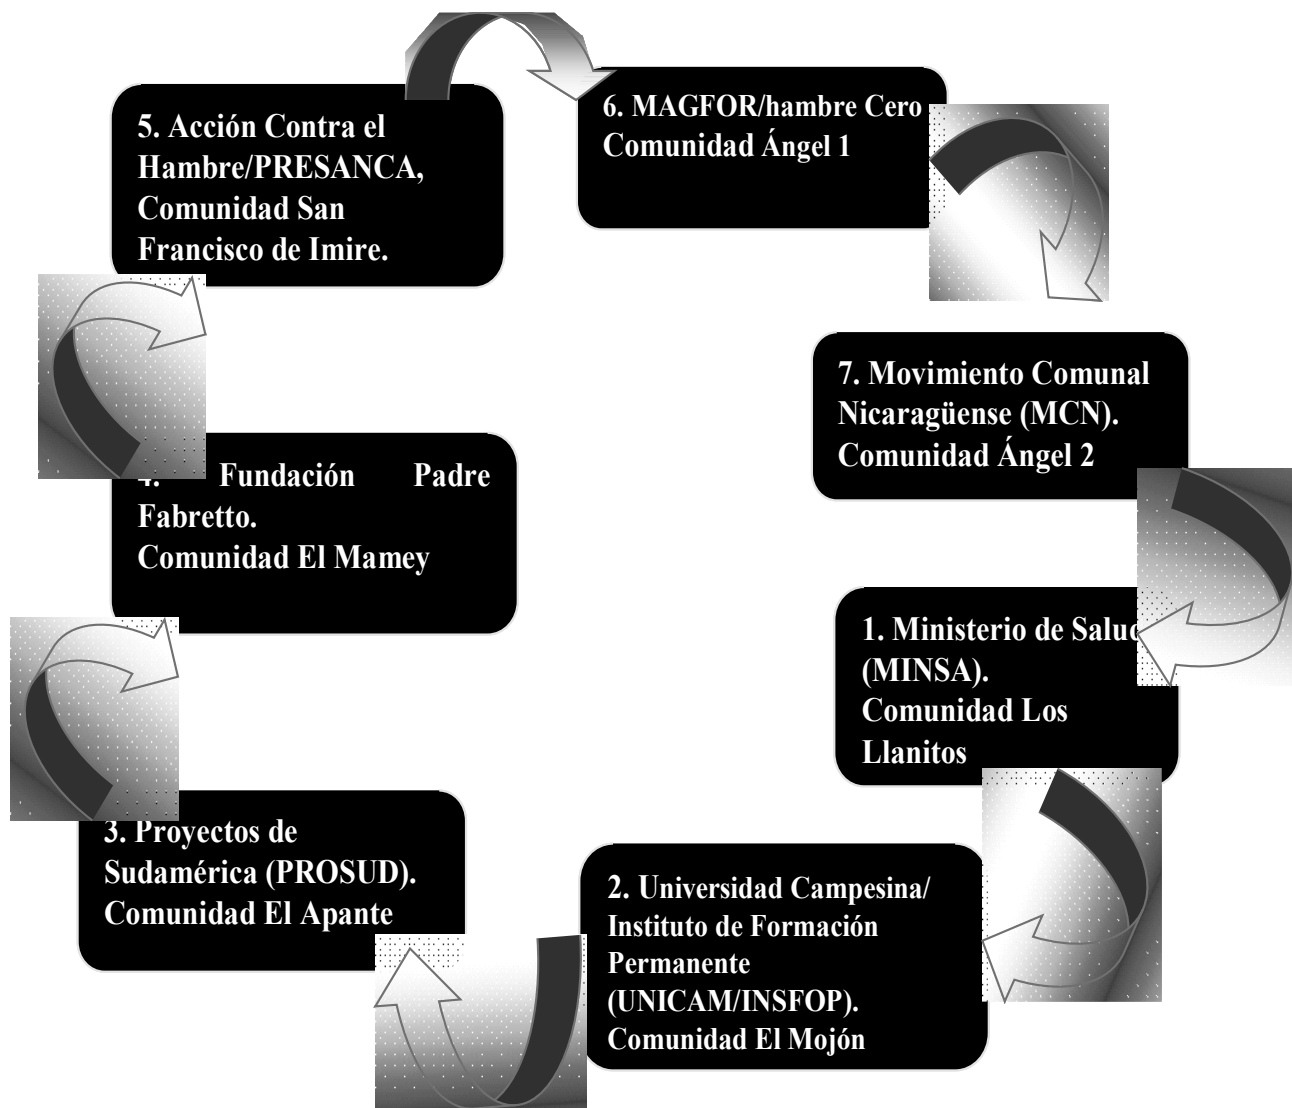 5. Acción Contra el
Hambre/PRESANCA,
Comunidad San
Francisco de Imire.
6. MAGFOR/hambre Cero
Comunidad Ángel 1
7. Movimiento Comunal
Nicaragüense (MCN).
Comunidad Ángel 2
4. Fundación Padre
Fabretto.
Comunidad El Mamey
1. Ministerio de Salud
(MINSA).
Comunidad Los
Llanitos
3. Proyectos de
Sudamérica (PROSUD).
Comunidad El Apante
2. Universidad Campesina/
Instituto de Formación
Permanente
(UNICAM/INSFOP).
Comunidad El Mojón